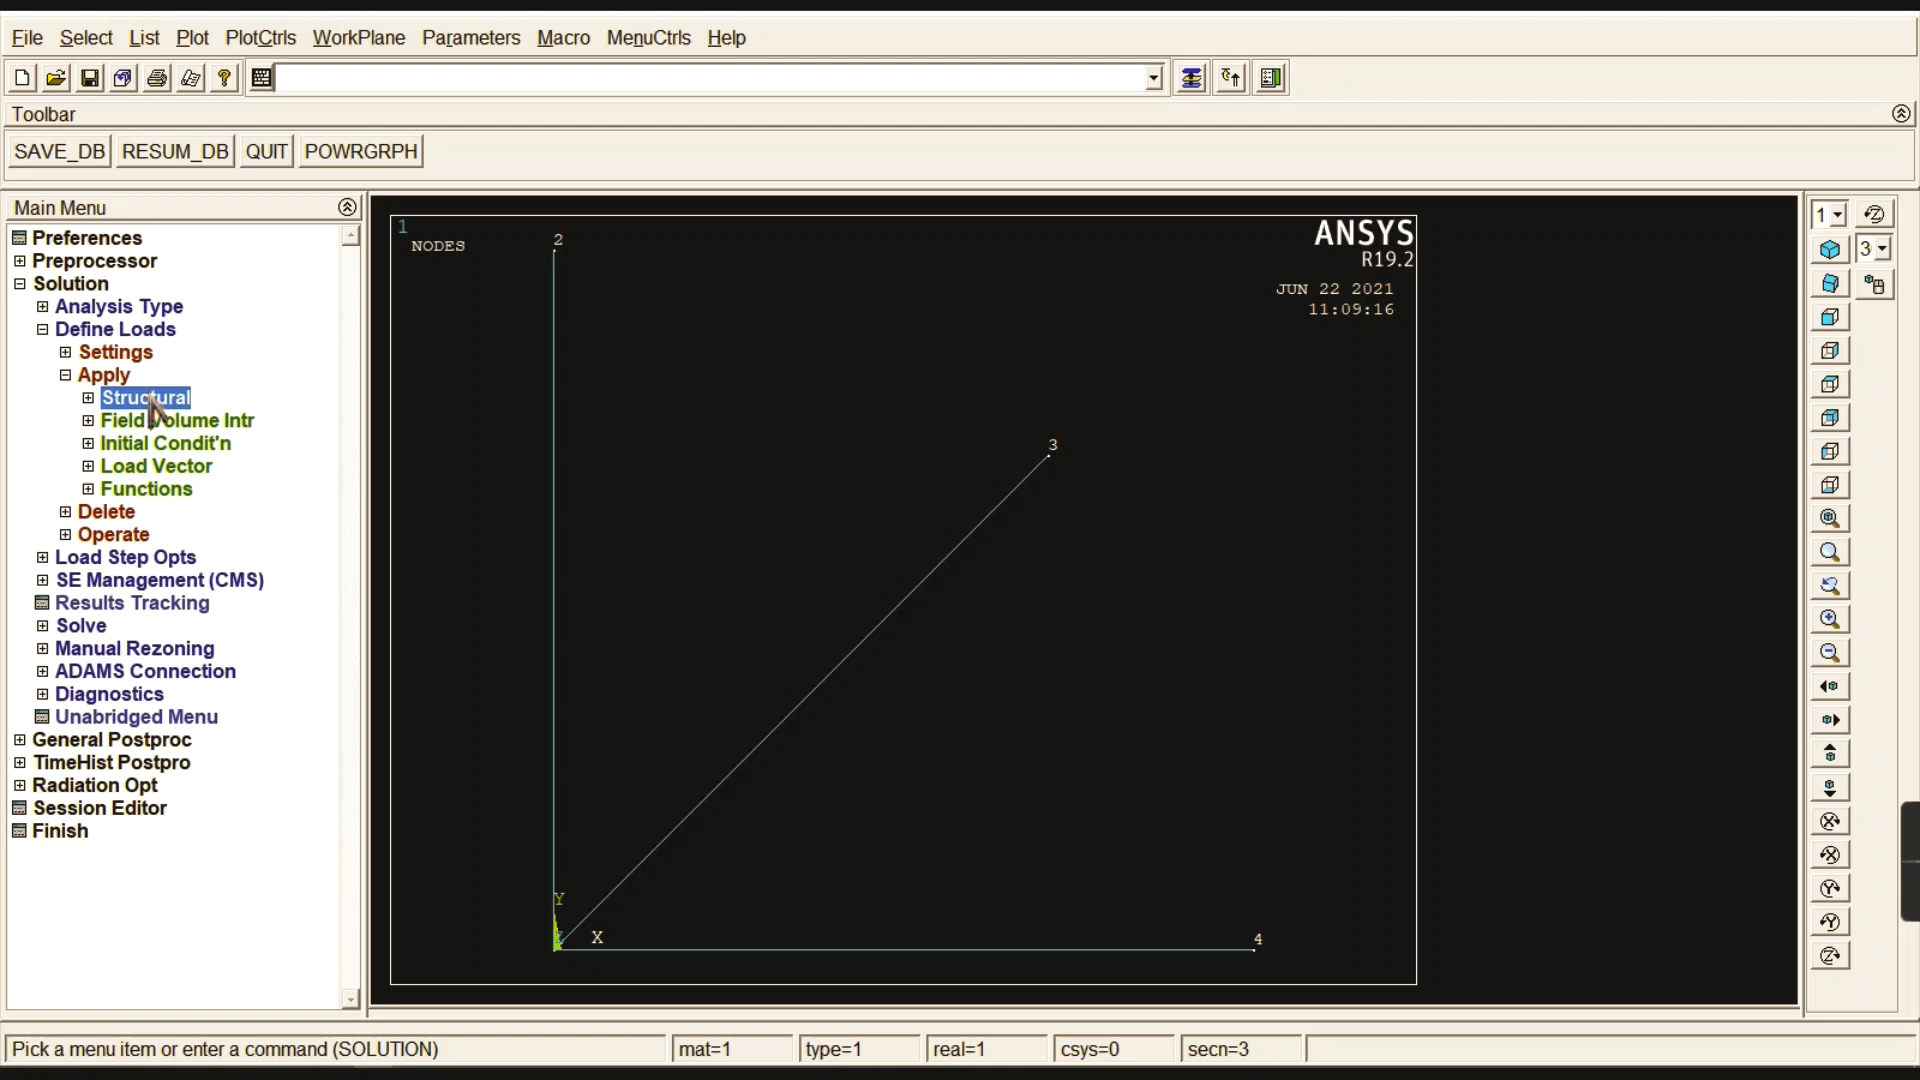 File Select List Plot PlotCtrls WorkPlane Parameters Macro MenuCtrls Help
Toolbar
SAVE_DB RESUM_DB QUIT POWRGRPH
Main Menu
Preferences
Preprocessor
Solution
Analysis Type
Define Loads
Settings
Apply
Structural
Field Volume Intr
Initial Condit'n
Load Vector
Functions
Delete
Operate
Load Step Opts
SE Management (CMS)
Results Tracking
Solve
Manual Rezoning
ADAMS Connection
Diagnostics
Unabridged Menu
General Postproc
TimeHist Postpro
Radiation Opt
Session Editor
Finish
1
NODES
2
ANSYS
R19.2
JUN 22 2021
11:09:16
3
Y
X
4
1
3
Pick a menu item or enter a command (SOLUTION) mat=1 type=1 real=1 csys=0 secn=3